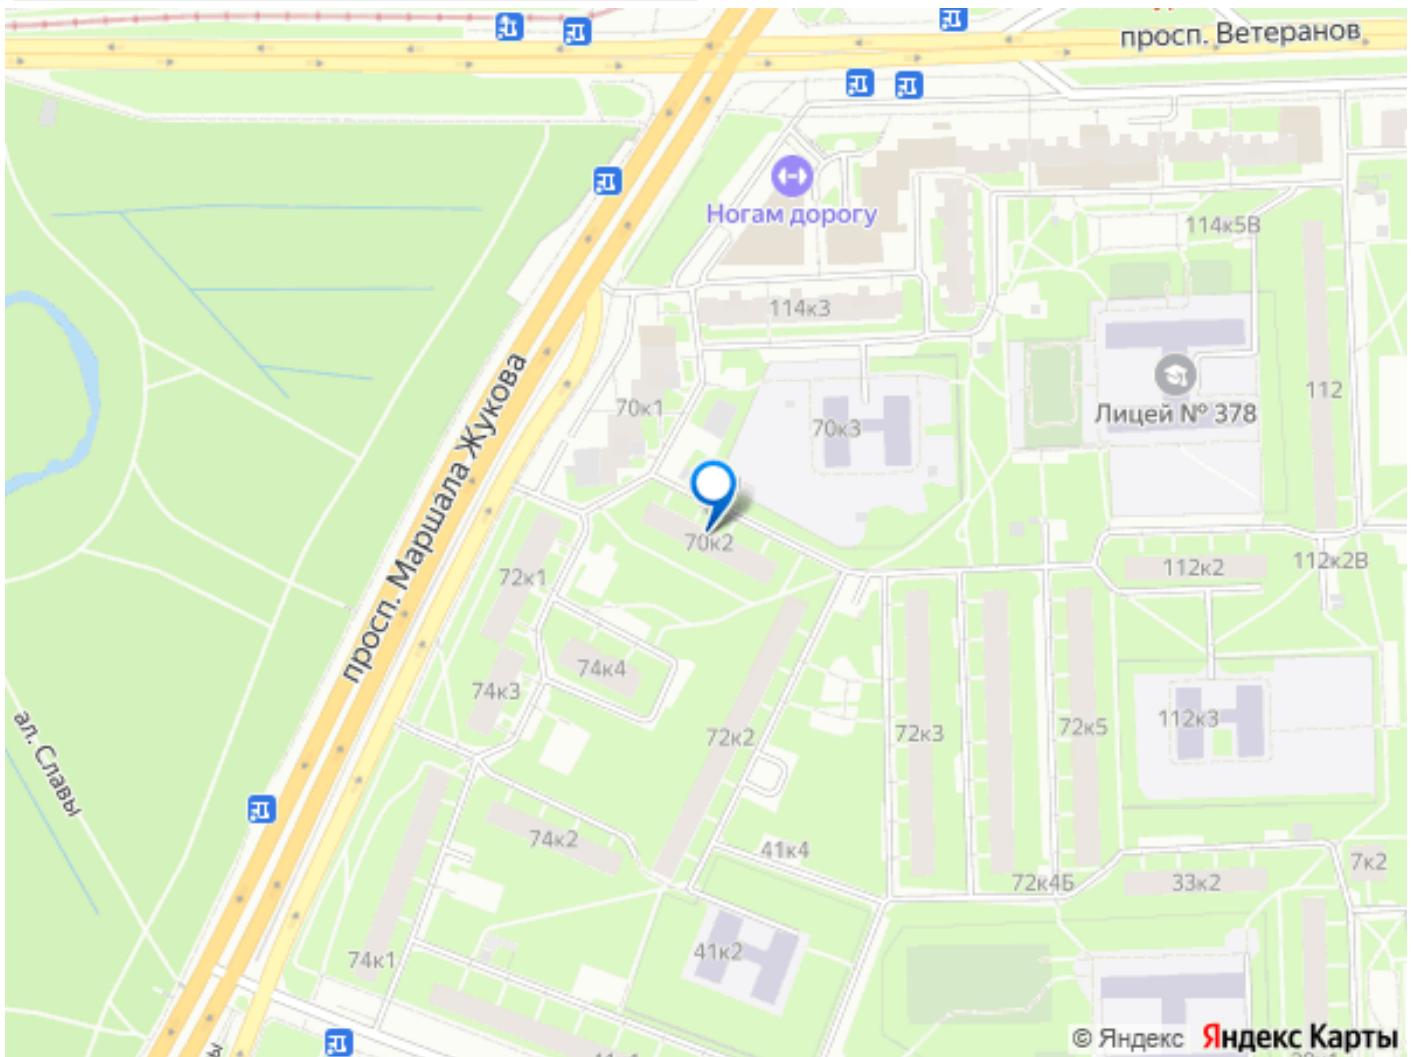 просп. Ветеранов
Ногам дорогу
114к5В
114к3
просп. Маршала Жукова
70к1
70к3
Лицей № 378
112
70к2
72к1
112к2
112к2В
74к4
74к3
72к2
72к3
72к5
112к3
ал. Славы
74к2
41к4
72к4Б
33к2
7к2
74к1
41к2
© Яндекс Яндекс Карты